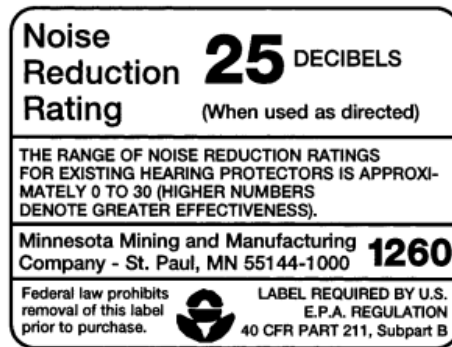 Noise
Reduction
Rating
25 DECIBELS
(When used as directed)
THE RANGE OF NOISE REDUCTION RATINGS
FOR EXISTING HEARING PROTECTORS IS APPROXI-
MATELY 0 TO 30 (HIGHER NUMBERS
DENOTE GREATER EFFECTIVENESS).
Minnesota Mining and Manufacturing
Company - St. Paul, MN 55144-1000
1260
Federal law prohibits
removal of this label
prior to purchase.
LABEL REQUIRED BY U.S.
E.P.A. REGULATION
40 CFR PART 211, Subpart B